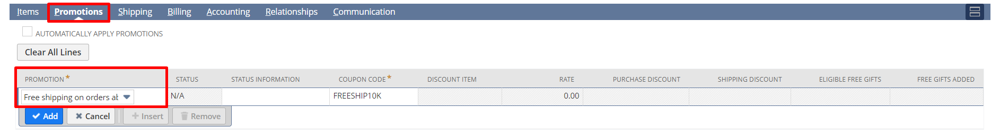 Items Promotions Shipping Billing Accounting Relationships Communication
AUTOMATICALLY APPLY PROMOTIONS
Clear All Lines
PROMOTION* STATUS STATUS INFORMATION COUPON CODE* DISCOUNT ITEM RATE PURCHASE DISCOUNT SHIPPING DISCOUNT ELIGIBLE FREE GIFTS FREE GIFTS ADDED
Free shipping on orders ab N/A FREESHIP10K 0.00
Add Cancel Insert Remove